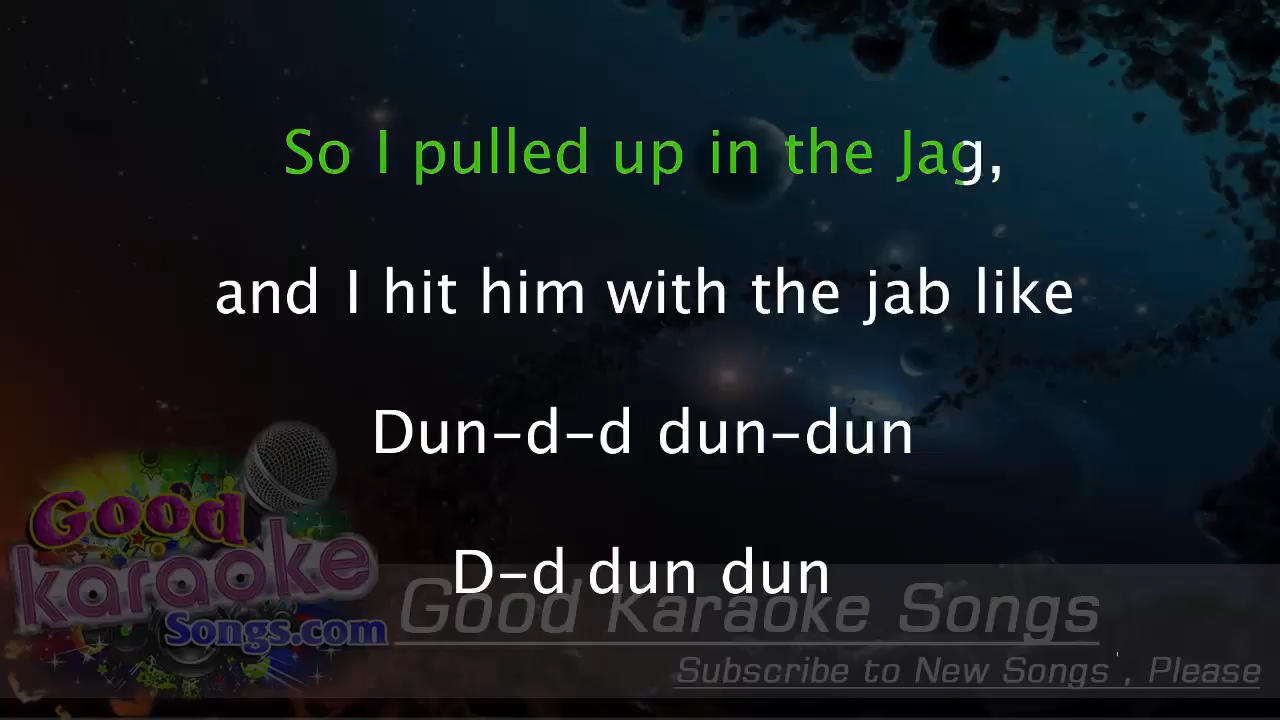 So I pulled up in the Jag,
and I hit him with the jab like
Dun-d-d dun-dun
D-d dun dun
Good
karaoke
Songs.com
Good Karaoke Songs
Subscribe to New Songs , Please